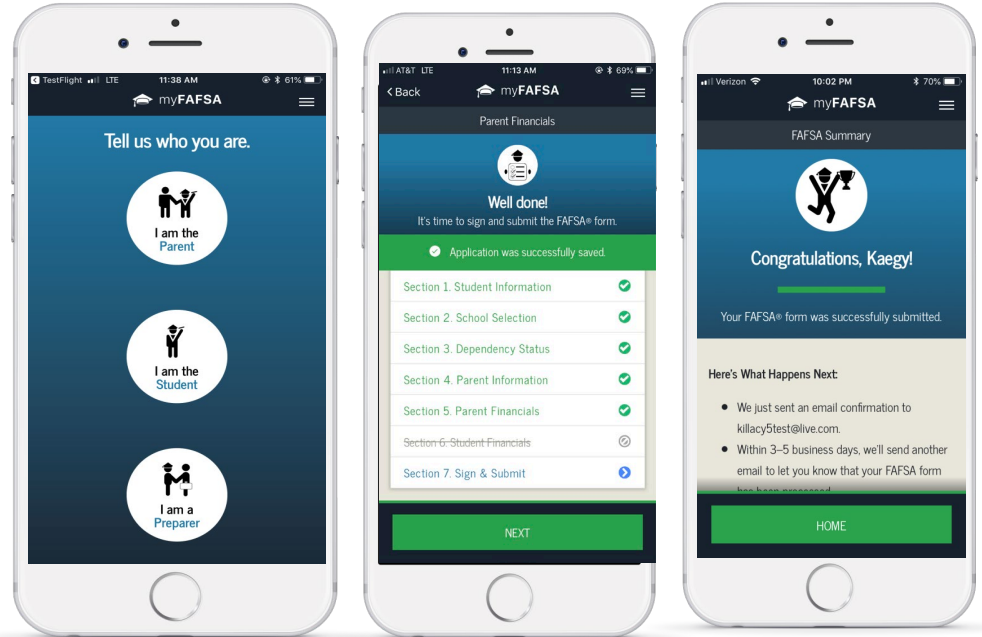 TestFlight LTE 11:38 AM 61%
myFAFSA
Tell us who you are.
I am the
Parent
I am the
Student
I am a
Preparer
AT&T LTE 11:13 AM 69%
Back myFAFSA
Parent Financials
Well done!
It's time to sign and submit the FAFSA® form.
Application was successfully saved.
Section 1. Student Information
Section 2. School Selection
Section 3. Dependency Status
Section 4. Parent Information
Section 5. Parent Financials
Section 6. Student Financials
Section 7. Sign & Submit
NEXT
Verizon 10:02 PM 70%
myFAFSA
FAFSA Summary
Congratulations, Kaegy!
Your FAFSA® form was successfully submitted.
Here's What Happens Next:
• We just sent an email confirmation to
killacy5test@live.com.
• Within 3–5 business days, we'll send another
email to let you know that your FAFSA form
has been processed
HOME